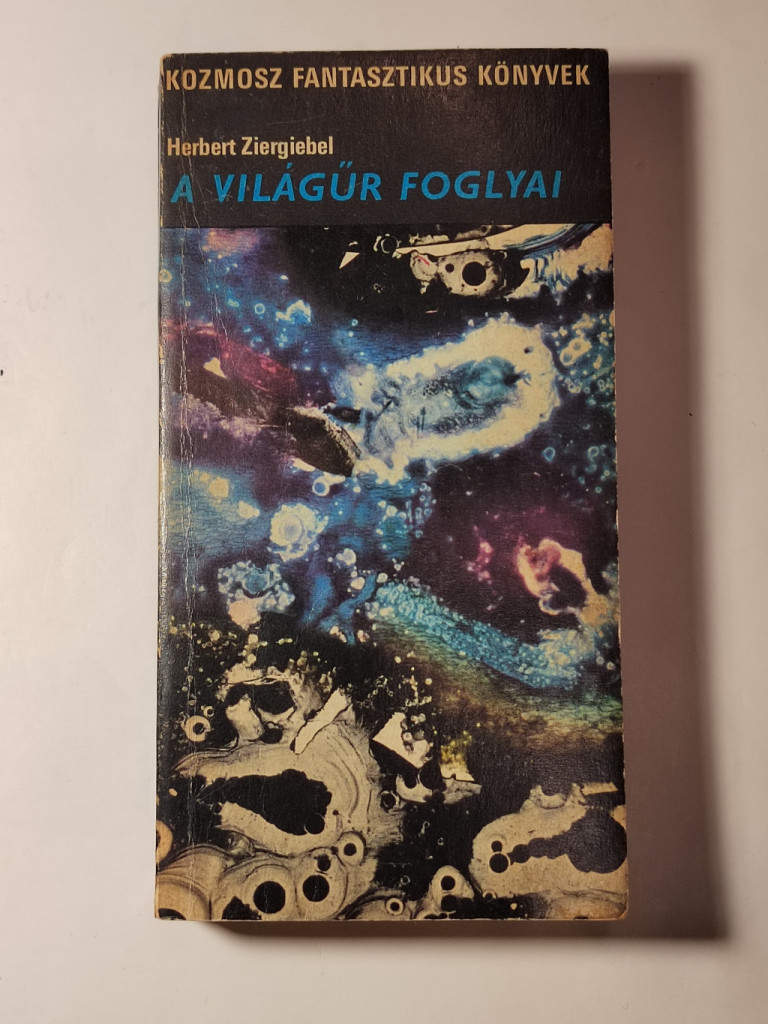 KOZMOSZ FANTASZTIKUS KÖNYVEK
Herbert Ziergiebel
A VILÁGŰR FOGLYAI